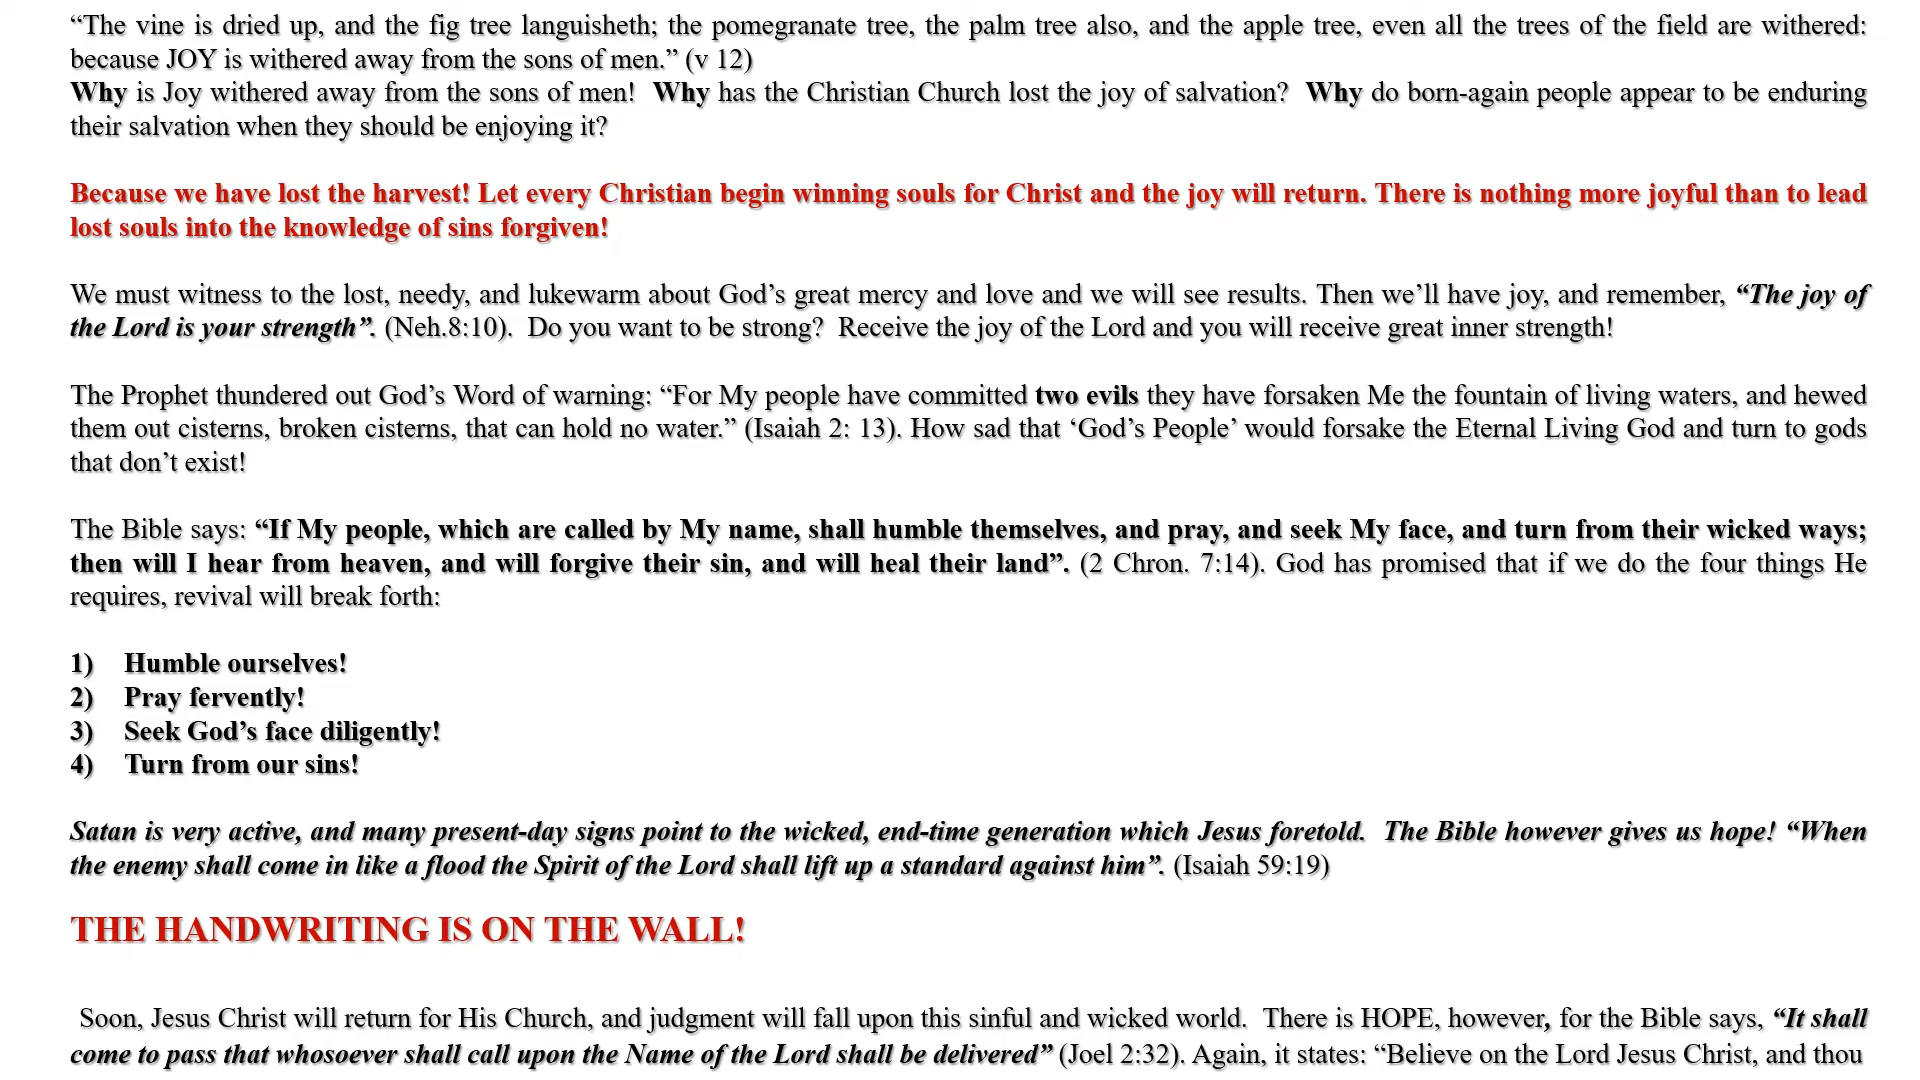 “The vine is dried up, and the fig tree languisheth; the pomegranate tree, the palm tree also, and the apple tree, even all the trees of the field are withered:
because JOY is withered away from the sons of men.” (v 12)
Why is Joy withered away from the sons of men!  Why has the Christian Church lost the joy of salvation?  Why do born-again people appear to be enduring
their salvation when they should be enjoying it?
Because we have lost the harvest! Let every Christian begin winning souls for Christ and the joy will return. There is nothing more joyful than to lead
lost souls into the knowledge of sins forgiven!
We must witness to the lost, needy, and lukewarm about God’s great mercy and love and we will see results. Then we’ll have joy, and remember, “The joy of
the Lord is your strength”. (Neh.8:10).  Do you want to be strong?  Receive the joy of the Lord and you will receive great inner strength!
The Prophet thundered out God’s Word of warning: “For My people have committed two evils they have forsaken Me the fountain of living waters, and hewed
them out cisterns, broken cisterns, that can hold no water.” (Isaiah 2: 13). How sad that ‘God’s People’ would forsake the Eternal Living God and turn to gods
that don’t exist!
The Bible says: “If My people, which are called by My name, shall humble themselves, and pray, and seek My face, and turn from their wicked ways;
then will I hear from heaven, and will forgive their sin, and will heal their land”. (2 Chron. 7:14). God has promised that if we do the four things He
requires, revival will break forth:
1) Humble ourselves!
2) Pray fervently!
3) Seek God’s face diligently!
4) Turn from our sins!
Satan is very active, and many present-day signs point to the wicked, end-time generation which Jesus foretold.  The Bible however gives us hope! “When
the enemy shall come in like a flood the Spirit of the Lord shall lift up a standard against him”. (Isaiah 59:19)
THE HANDWRITING IS ON THE WALL!
Soon, Jesus Christ will return for His Church, and judgment will fall upon this sinful and wicked world.  There is HOPE, however, for the Bible says, “It shall
come to pass that whosoever shall call upon the Name of the Lord shall be delivered” (Joel 2:32). Again, it states: “Believe on the Lord Jesus Christ, and thou